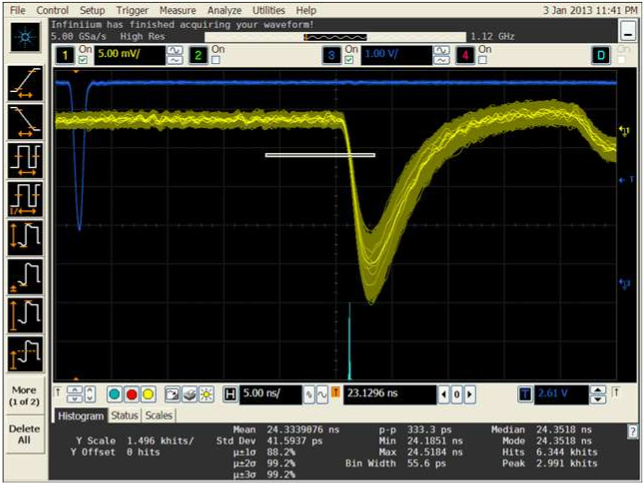 File Control Setup Trigger Measure Analyze Utilities Help 3 Jan 2013 11:41 PM
Infiniium has finished acquiring your waveform!
5.00 GSa/s High Res 1.12 GHz
1 On 5.00 mV/ 2 On 3 On 1.00 V/ 4 On D On
T
More
(1 of 2)
Delete
All
H 5.00 ns/ T 23.1296 ns 0 T 2.61 V
Histogram Status Scales
Mean 24.3339076 ns p-p 333.3 ps Median 24.3518 ns
Y Scale 1.496 khits/ Std Dev 41.5937 ps Min 24.1851 ns Mode 24.3518 ns
Y Offset 0 hits μ±1σ 88.2% Max 24.5184 ns Hits 6.344 khits
μ±2σ 99.2% Bin Width 55.6 ps Peak 2.991 khits
μ±3σ 99.2%